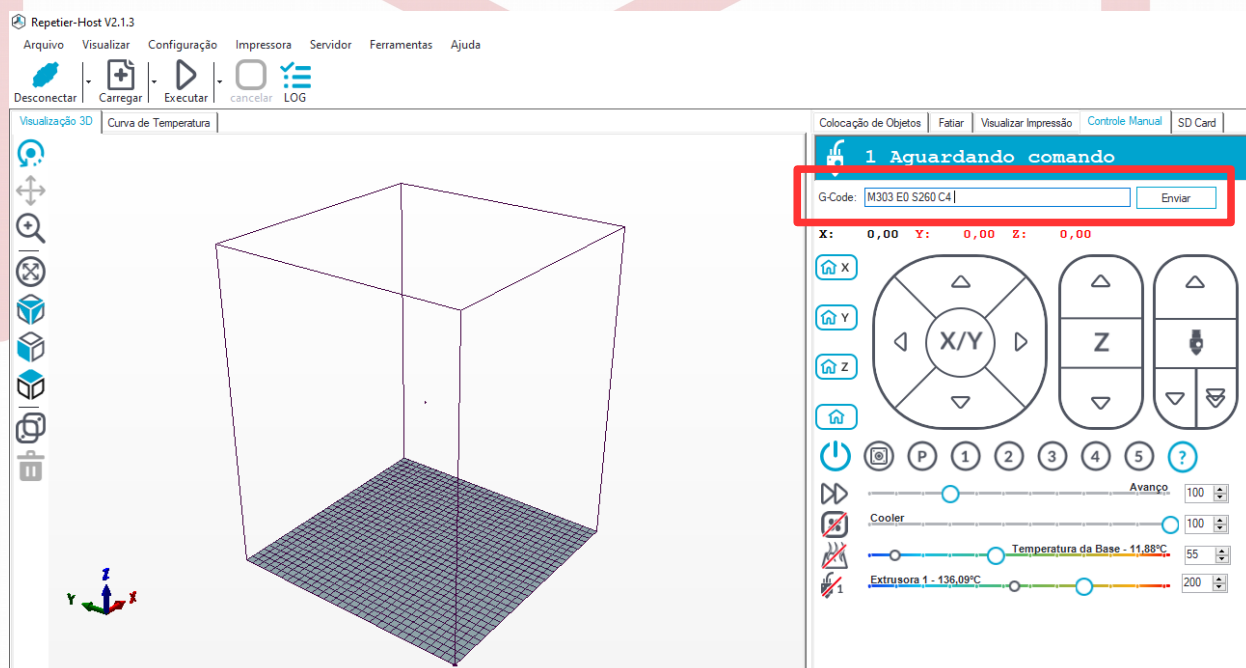 Repetier-Host V2.1.3
Arquivo Visualizar Configuração Impressora Servidor Ferramentas Ajuda
Desconectar Carregar Executar cancelar LOG
Visualização 3D Curva de Temperatura
Colocação de Objetos Fatiar Visualizar Impressão Controle Manual SD Card
1 Aguardando comando
G-Code: M303 E0 S260 C4 Enviar
X: 0,00 Y: 0,00 Z: 0,00
X
Y
Z
X/Y Z
P 1 2 3 4 5 ?
Avanço 100
Cooler 100
Temperatura da Base - 11,88°C 55
1 Extrusora 1 - 136,09°C 200
Z
Y X